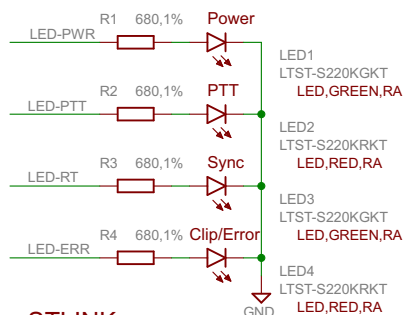 R1 680,1% Power
LED-PWR
LED1
LTST-S220KGKT
LED,GREEN,RA
R2 680,1% PTT
LED-PTT
LED2
LTST-S220KRKT
LED,RED,RA
R3 680,1% Sync
LED-RT
LED3
LTST-S220KGKT
LED,GREEN,RA
R4 680,1% Clip/Error
LED-ERR
LED4
LTST-S220KRKT
LED,RED,RA
GND